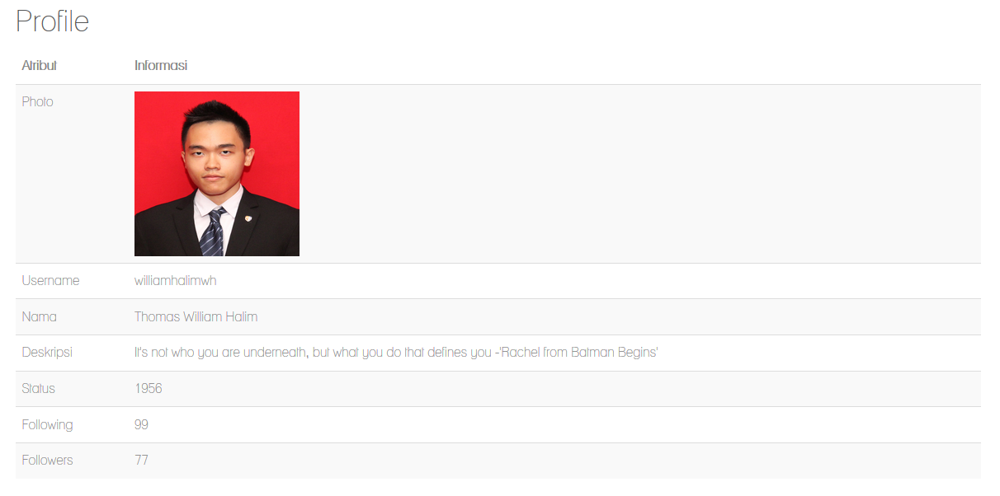 Profile
Atribut Informasi
Photo
Username williamhalimwh
Nama Thomas William Halim
Deskripsi It's not who you are underneath, but what you do that defines you -'Rachel from Batman Begins'
Status 1956
Following 99
Followers 77